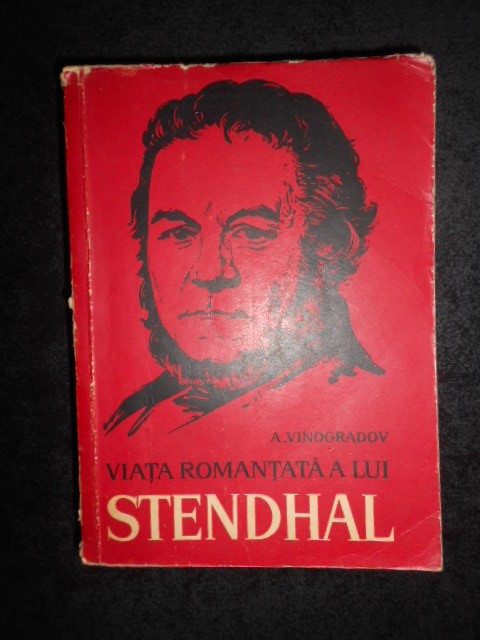 A. VINOGRADOV
VIAȚA ROMANȚATĂ A LUI
STENDHAL